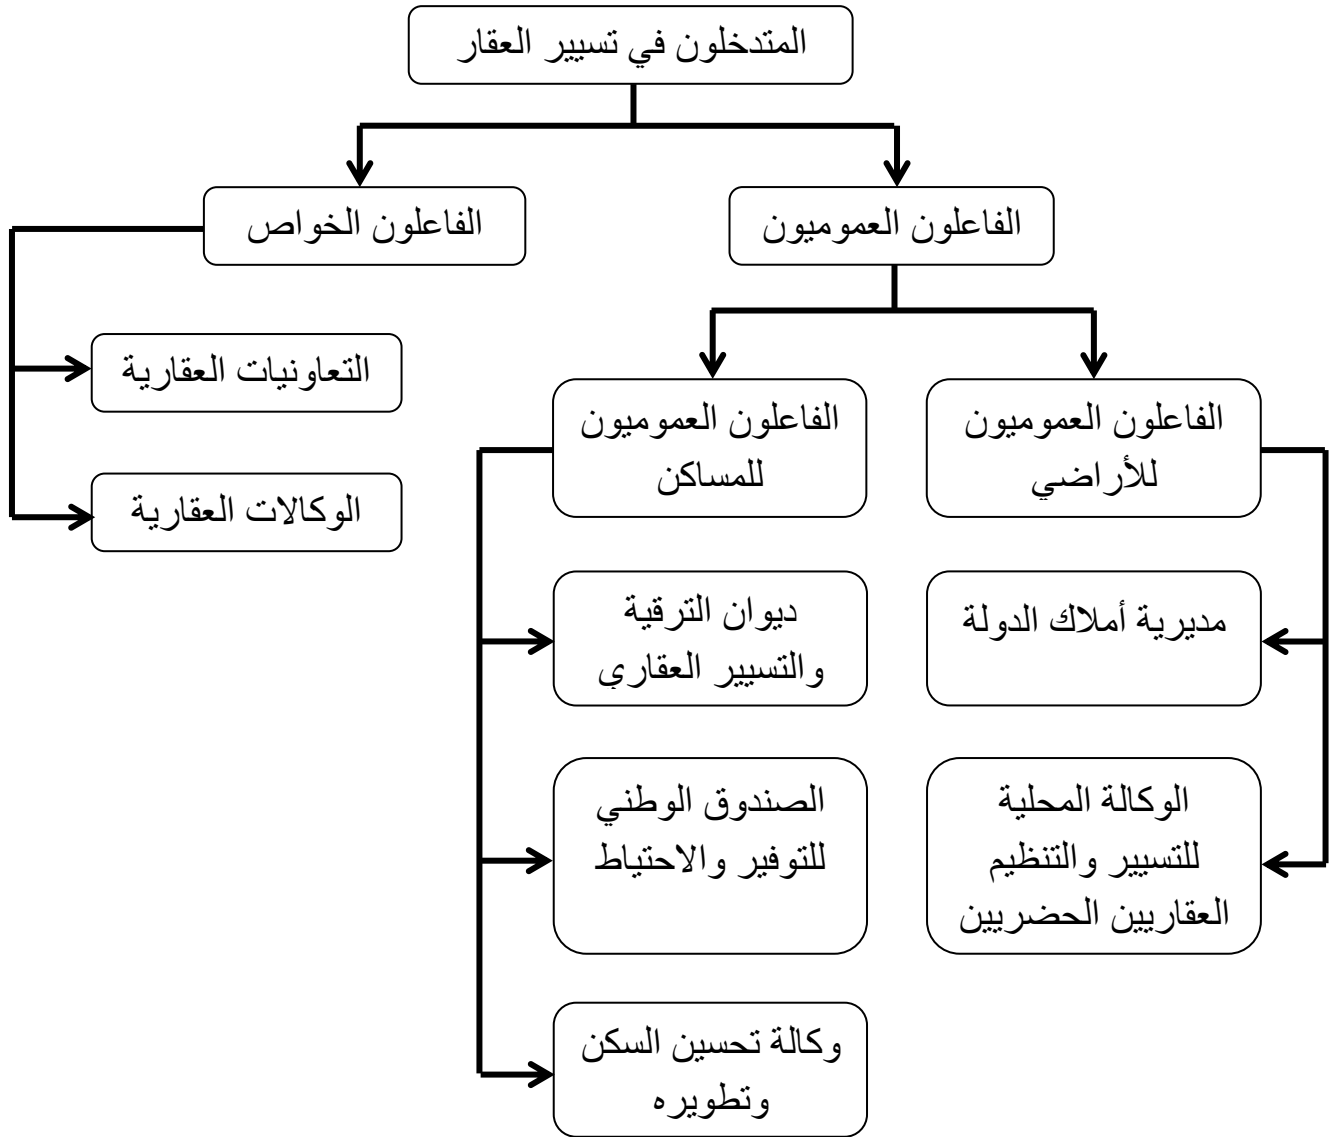 المتدخلون في تسيير العقار
الفاعلون العموميون
الفاعلون الخواص
الفاعلون العموميون
للأراضي
مديرية أملاك الدولة
الوكالة المحلية
للتسيير والتنظيم
العقاريين الحضريين
الفاعلون العموميون
للمساكن
ديوان الترقية
والتسيير العقاري
الصندوق الوطني
للتوفير والاحتياط
وكالة تحسين السكن
وتطويره
التعاونيات العقارية
الوكالات العقارية